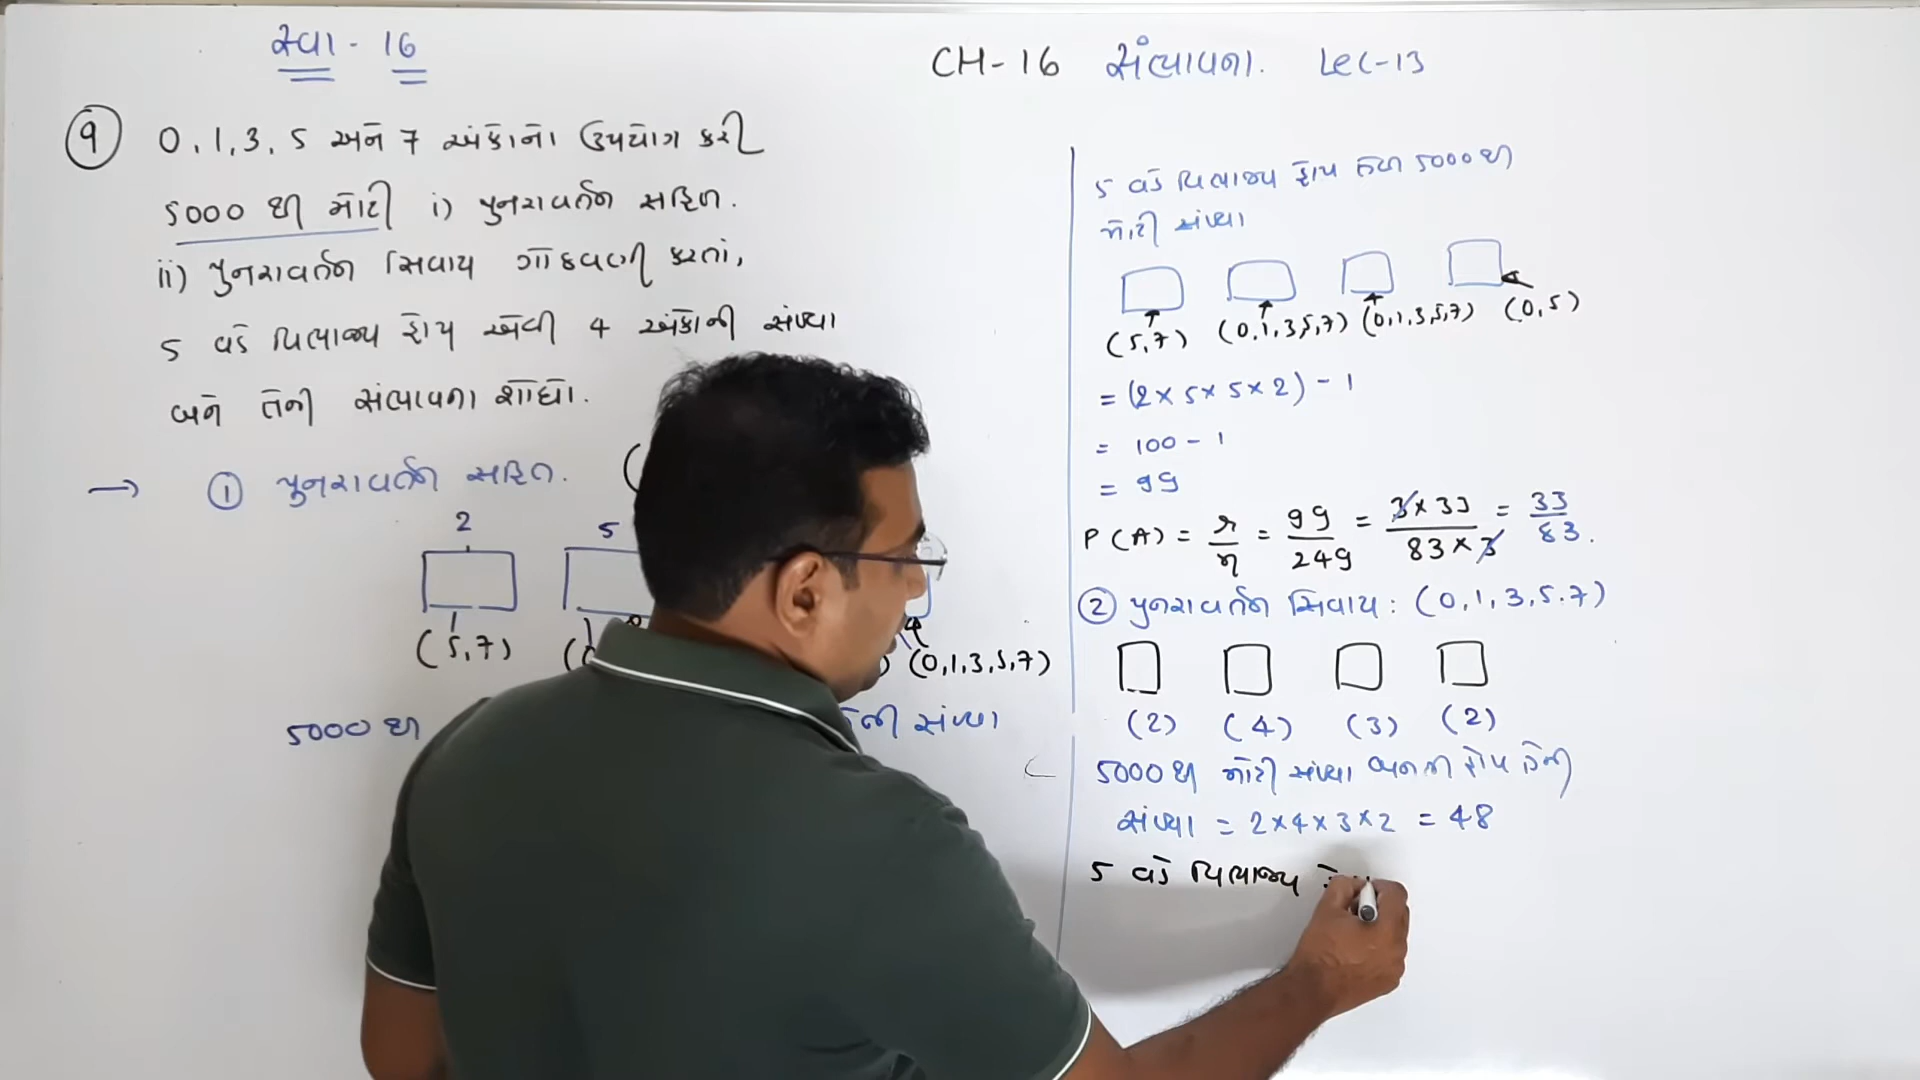 સ્વા - 16
CH-16 સંભાવના. Lec-13
9 0, 1, 3, 5 અને 7 અંકોનો ઉપયોગ કરી
5000 થી મોટી i) પુનરાવર્તન સહિત.
ii) પુનરાવર્તન સિવાય ગોઠવણી કરતાં,
5 વડે વિભાજ્ય હોય એવી 4 અંકોની સંખ્યા
બને તેની સંભાવના શોધો.
→ ① પુનરાવર્તન સહિત. (
2 5
(5,7) (0 ) (0,1,3,5,7)
5000 થી સંખ્યા
5 વડે વિભાજ્ય હોય તથા 5000 થી
મોટી સંખ્યા
(5,7) (0,1,3,5,7) (0,1,3,5,7) (0,5)
= (2 × 5 × 5 × 2) - 1
= 100 - 1
= 99
P(A) = r/n = 99/249 = 3×33/83×3 = 33/83.
② પુનરાવર્તન સિવાય : (0,1,3,5.7)
(2) (4) (3) (2)
5000 થી મોટી સંખ્યા બનતી હોય તેની
સંખ્યા = 2×4×3×2 = 48
5 વડે વિભાજ્ય